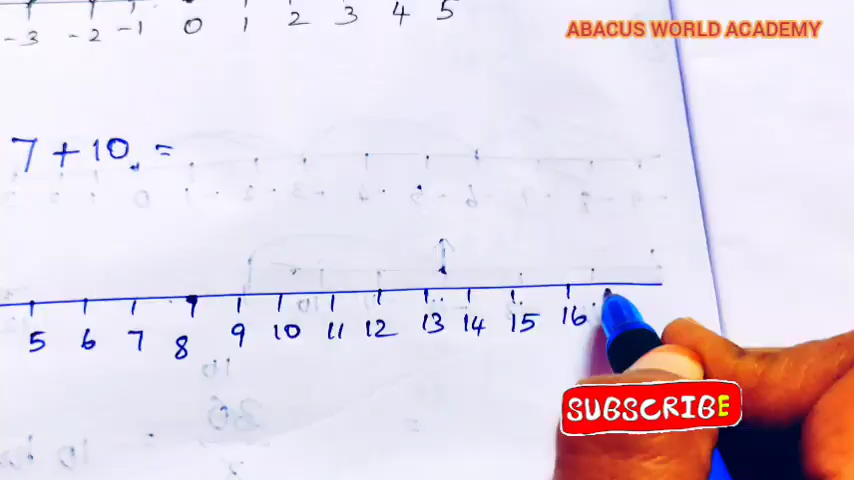 -3 -2 -1 0 1 2 3 4 5
ABACUS WORLD ACADEMY
7 + 10 =
5 6 7 8 9 10 11 12 13 14 15 16
SUBSCRIBE